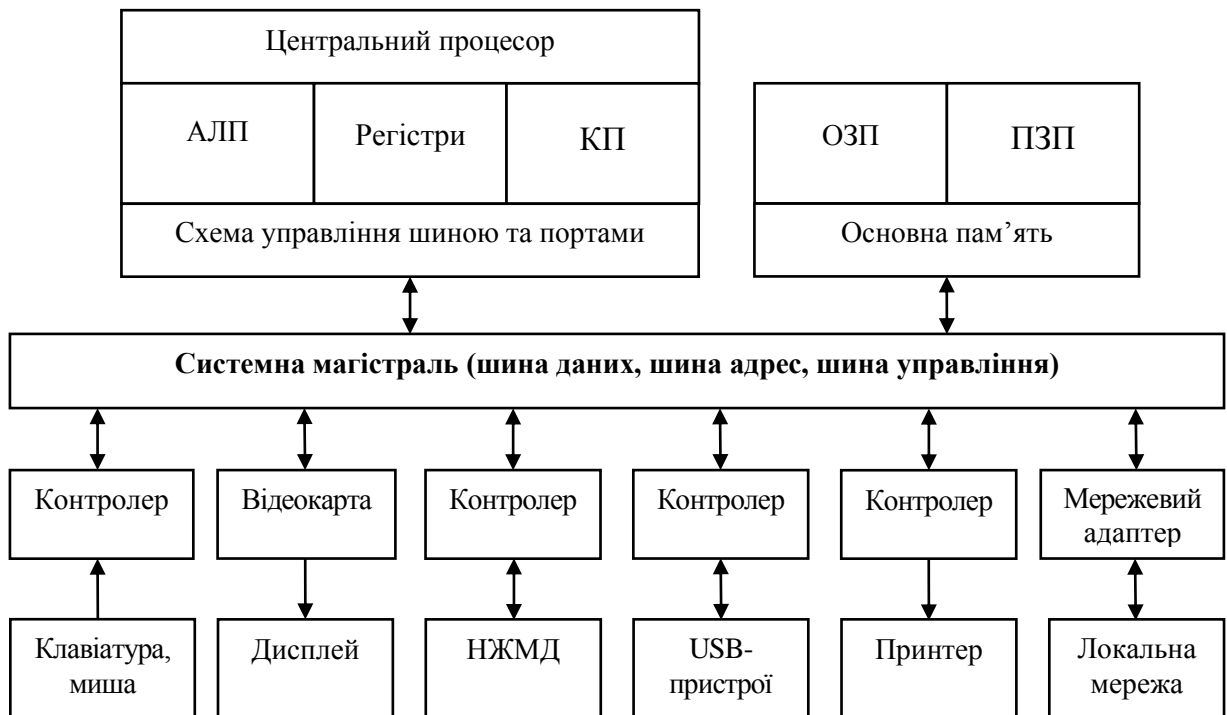 Центральний процесор
АЛП
Регістри
КП
ОЗП
ПЗП
Схема управління шиною та портами
Основна пам’ять
Системна магістраль (шина даних, шина адрес, шина управління)
Контролер
Відеокарта
Контролер
Контролер
Контролер
Мережевий
адаптер
Клавіатура,
миша
Дисплей
НЖМД
USB-
пристрої
Принтер
Локальна
мережа